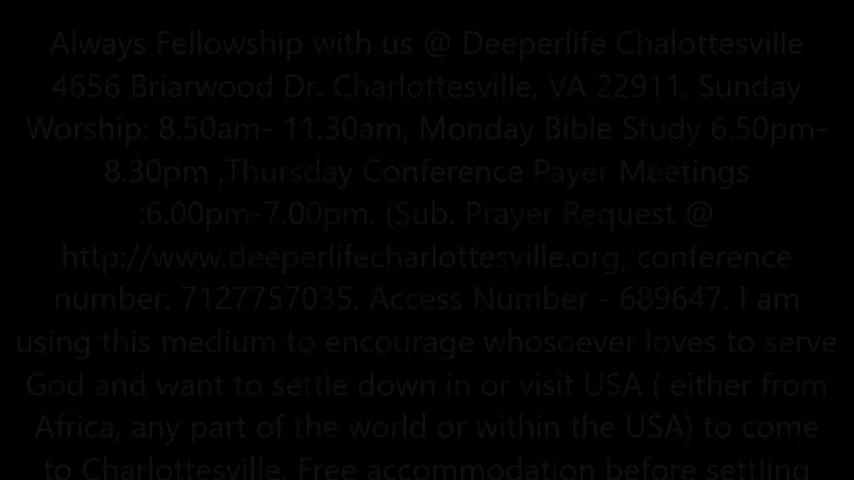 Always Fellowship with us @ Deeperlife Chalottesville
4656 Briarwood Dr. Charlottesville, VA 22911. Sunday
Worship: 8.50am- 11.30am, Monday Bible Study 6.50pm-
8.30pm ,Thursday Conference Payer Meetings
:6.00pm-7.00pm. (Sub. Prayer Request @
http://www.deeperlifecharlottesville.org, conference
number: 7127757035. Access Number - 689647. I am
using this medium to encourage whosoever loves to serve
God and want to settle down in or visit USA ( either from
Africa, any part of the world or within the USA) to come
to Charlottesville. Free accommodation before settling